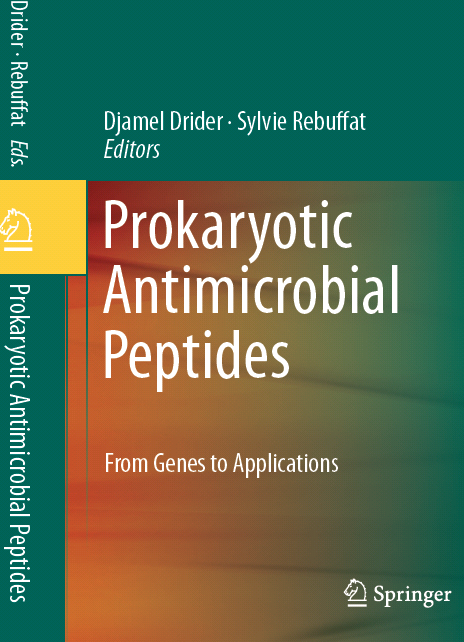 Drider · Rebuffat Eds.
Prokaryotic Antimicrobial Peptides
Djamel Drider · Sylvie Rebuffat
Editors
Prokaryotic
Antimicrobial
Peptides
From Genes to Applications
Springer